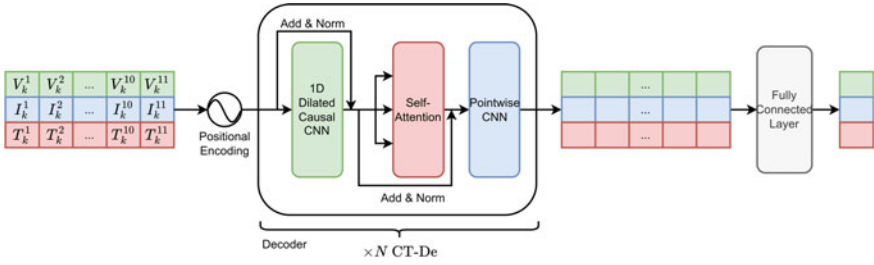 Add & Norm
V_k^1 V_k^2 ... V_k^10 V_k^11
I_k^1 I_k^2 ... I_k^10 I_k^11
T_k^1 T_k^2 ... T_k^10 T_k^11
Positional
Encoding
1D
Dilated
Causal
CNN
Self-
Attention
Pointwise
CNN
Add & Norm
Decoder
×N CT-De
...
...
...
Fully
Connected
Layer